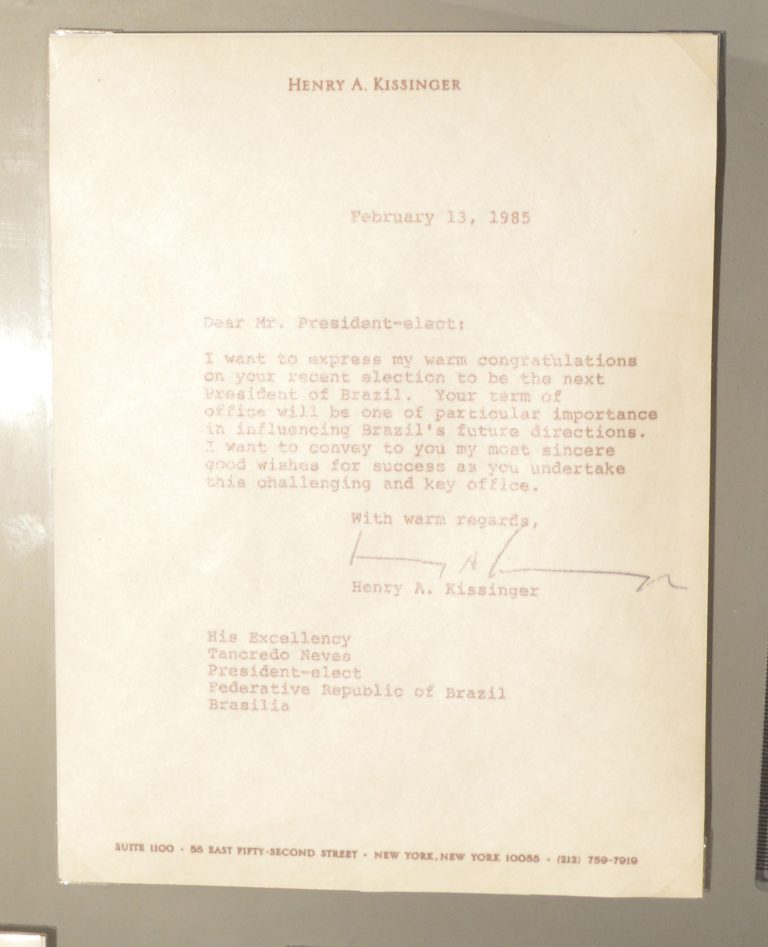 HENRY A. KISSINGER
February 13, 1985
Dear Mr. President-elect:
I want to express my warm congratulations
on your recent election to be the next
President of Brazil. Your term of
office will be one of particular importance
in influencing Brazil's future directions.
I want to convey to you my most sincere
good wishes for success as you undertake
this challenging and key office.
With warm regards,
Henry A. Kissinger
His Excellency
Tancredo Neves
President-elect
Federative Republic of Brazil
Brasilia
SUITE 1100 · 55 EAST FIFTY-SECOND STREET · NEW YORK, NEW YORK 10055 · (212) 759-7919